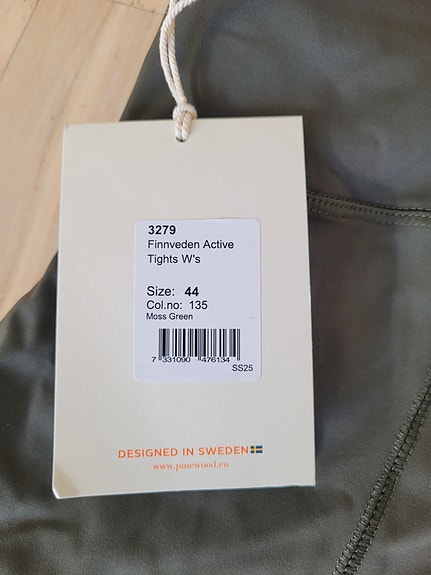 3279
Finnveden Active
Tights W's
Size: 44
Col.no: 135
Moss Green
7 331090 476134
SS25
DESIGNED IN SWEDEN
www.pinewood.eu